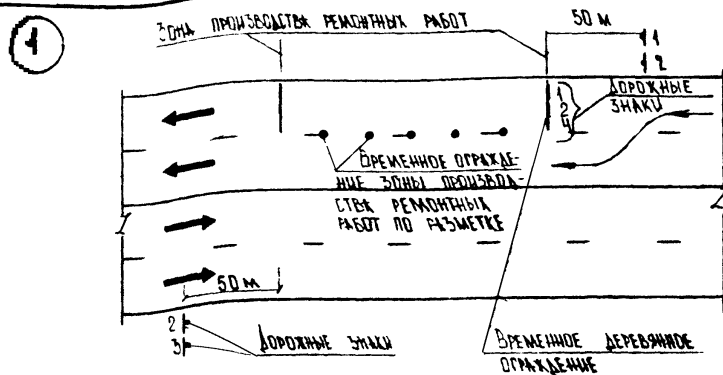 1
ЗОНА ПРОИЗВОДСТВА РЕМОНТНЫХ РАБОТ
50 М
1
2
1
2
4
ДОРОЖНЫЕ
ЗНАКИ
ВРЕМЕННОЕ ОГРАЖДЕ-
НИЕ ЗОНЫ ПРОИЗВОД-
СТВА РЕМОНТНЫХ
РАБОТ ПО РАЗМЕТКЕ
50 М
2
3
ДОРОЖНЫЕ ЗНАКИ
ВРЕМЕННОЕ ДЕРЕВЯННОЕ
ОГРАЖДЕНИЕ